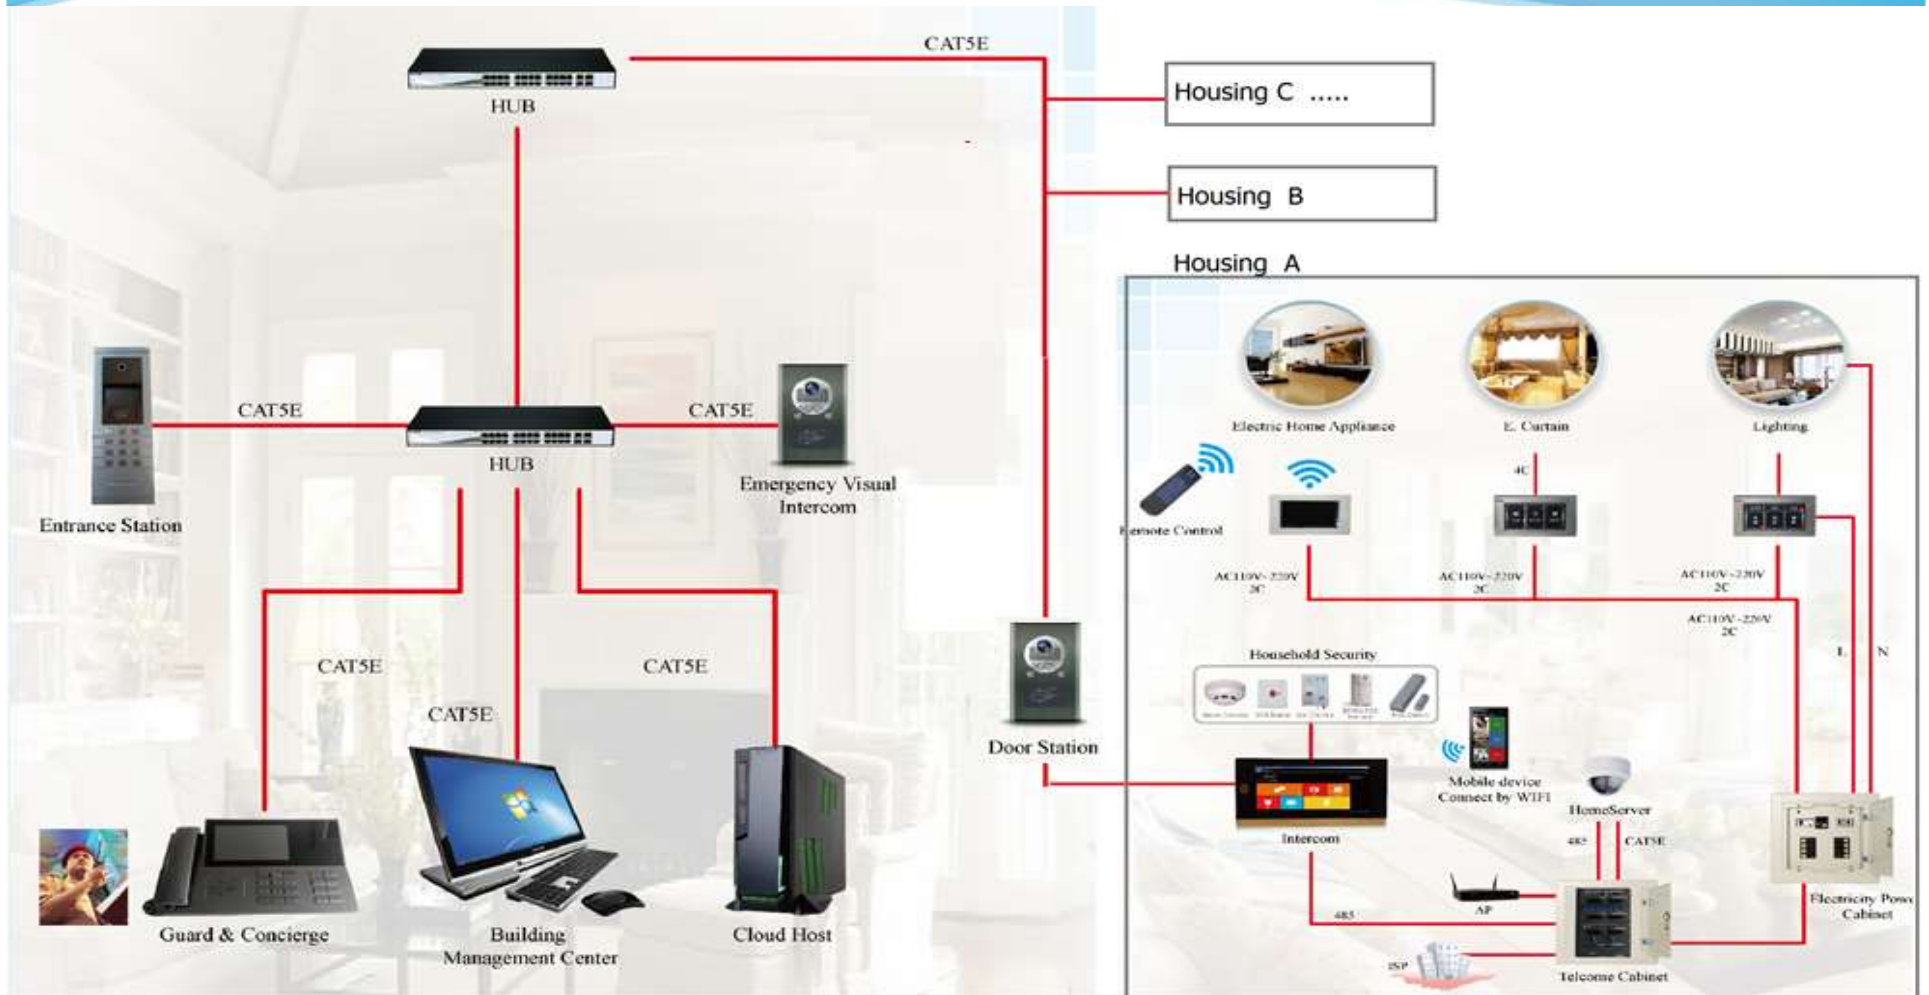 CAT5E
HUB
Housing C .....
Housing B
Housing A
CAT5E
CAT5E
HUB
Entrance Station
Emergency Visual
Intercom
CAT5E
CAT5E
CAT5E
Guard & Concierge
Building
Management Center
Cloud Host
Door Station
Electric Home Appliance
E. Curtain
Lighting
4C
Remote Control
AC110V~220V
2C
AC110V~220V
2C
AC110V~220V
2C
AC110V~220V
2C
L
N
Household Security
Mobile device
Connect by WIFI
Intercom
HomeServer
485
CAT5E
AP
485
ISP
Telcome Cabinet
Electricity Powe
Cabinet